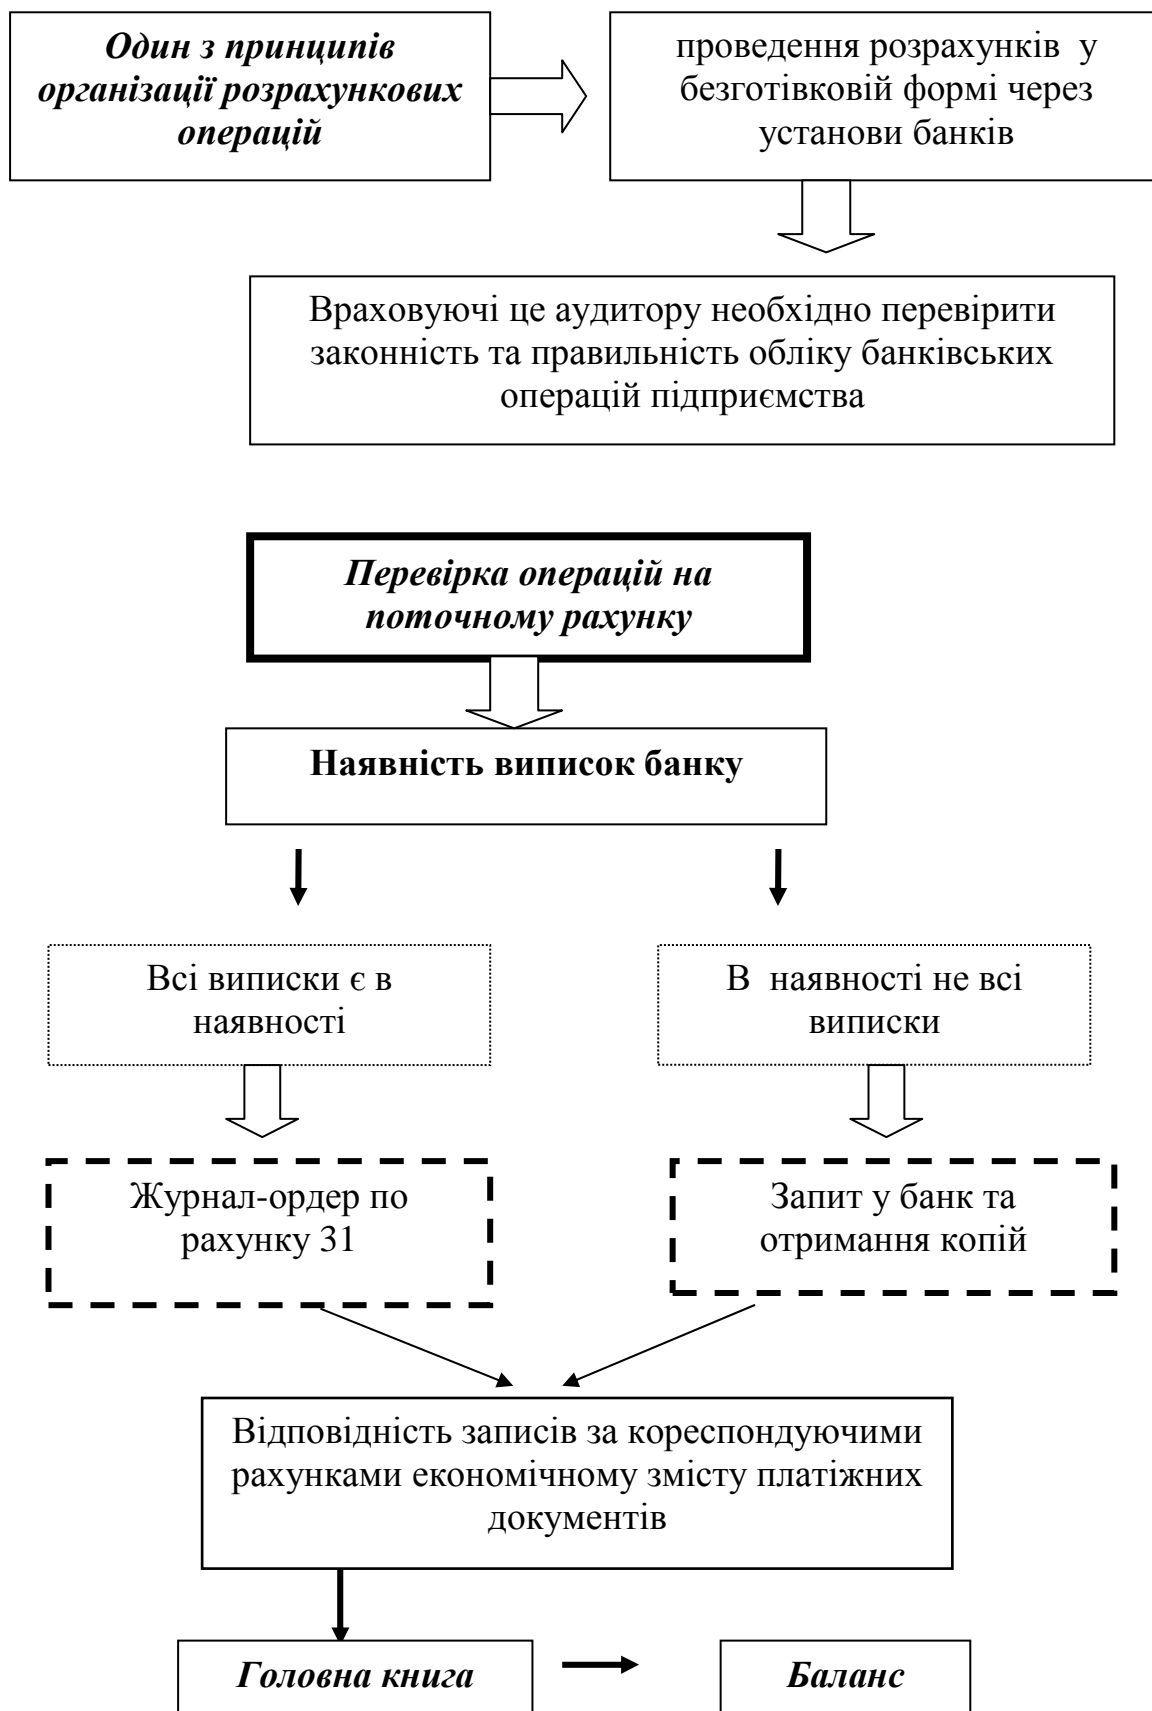 Один з принципів
організації розрахункових
операцій
проведення розрахунків у
безготівковій формі через
установи банків
Враховуючі це аудитору необхідно перевірити
законність та правильність обліку банківських
операцій підприємства
Перевірка операцій на
поточному рахунку
Наявність виписок банку
Всі виписки є в
наявності
В наявності не всі
виписки
Журнал-ордер по
рахунку 31
Запит у банк та
отримання копій
Відповідність записів за кореспондуючими
рахунками економічному змісту платіжних
документів
Головна книга
Баланс